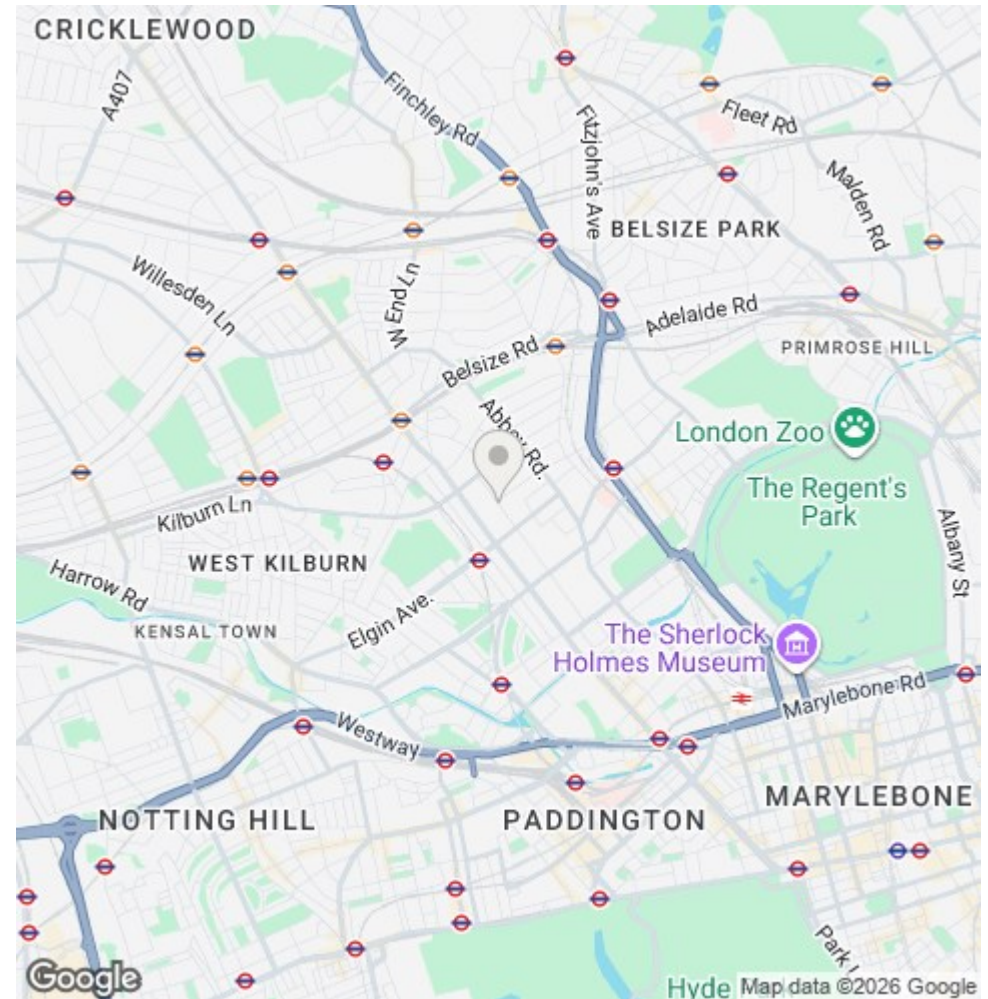 CRICKLEWOOD
A407
Finchley Rd
Fitzjohn's Ave
Fleet Rd
Malden Rd
BELSIZE PARK
Willesden Ln
W End Ln
Adelaide Rd
Belsize Rd
PRIMROSE HILL
Abbey Rd.
London Zoo
The Regent's
Park
Kilburn Ln
Albany St
WEST KILBURN
Harrow Rd
Elgin Ave.
KENSAL TOWN
The Sherlock
Holmes Museum
Marylebone Rd
Westway
MARYLEBONE
NOTTING HILL
PADDINGTON
Park
Google
Hyde
Map data ©2026 Google